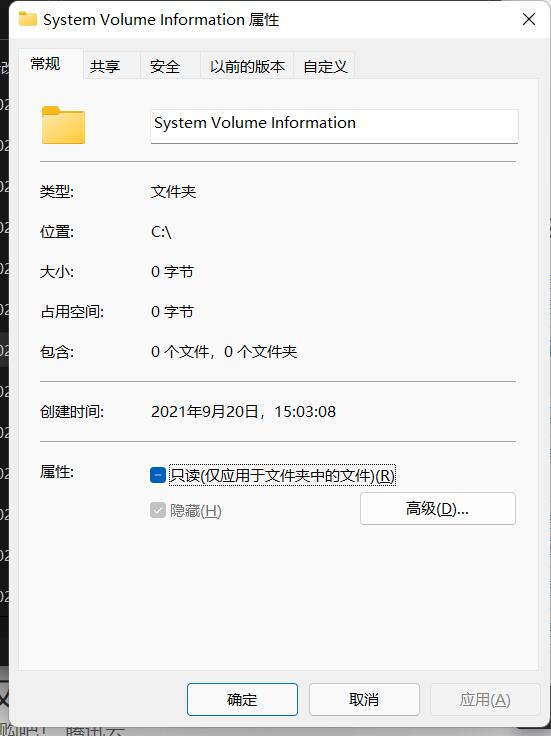 System Volume Information 属性
常规 共享 安全 以前的版本 自定义
System Volume Information
类型: 文件夹
位置: C:\
大小: 0 字节
占用空间: 0 字节
包含: 0 个文件，0 个文件夹
创建时间: 2021年9月20日，15:03:08
属性: 只读(仅应用于文件夹中的文件)(R)
隐藏(H) 高级(D)...
确定 取消 应用(A)